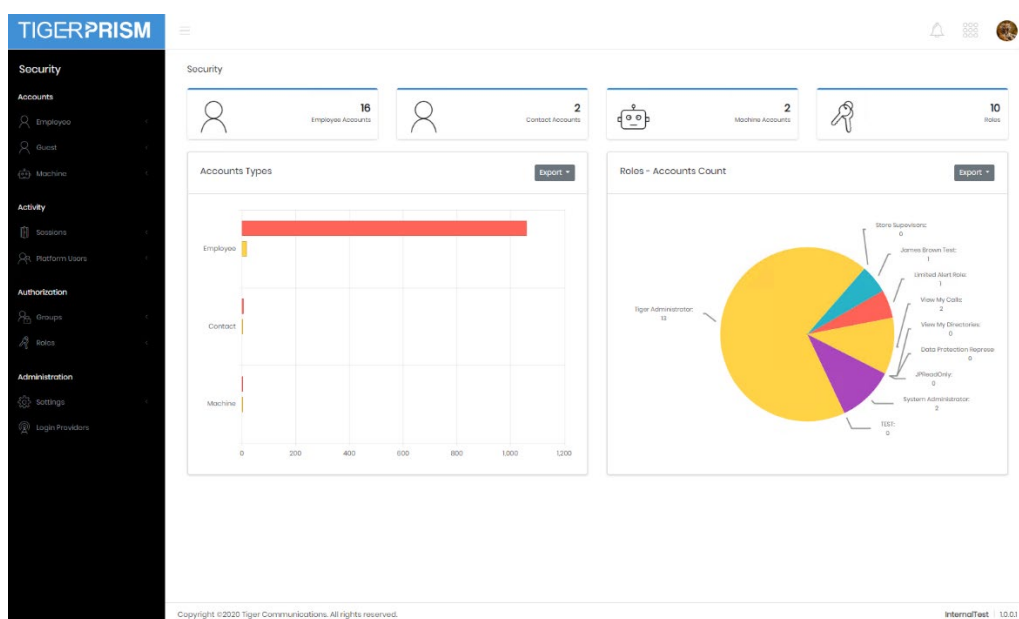 TIGERPRISM
Security
Accounts
Employee
Guest
Machine
Activity
Sessions
Platform Users
Authorization
Groups
Roles
Administration
Settings
Login Providers
Security
16
Employee Accounts
2
Contact Accounts
2
Machine Accounts
10
Roles
Accounts Types
Export
Employee
Contact
Machine
0 200 400 600 800 1,000 1,200
Roles - Accounts Count
Export
Store Supevisors:
0
James Brown Test:
1
Limited Alert Role:
1
View My Calls:
2
View My Directories:
0
Data Protection Represe
0
JPReadOnly:
0
System Administrator:
2
TEST:
0
Tiger Administrator:
13
Copyright ©2020 Tiger Communications. All rights reserved.
InternalTest | 1.0.0.1